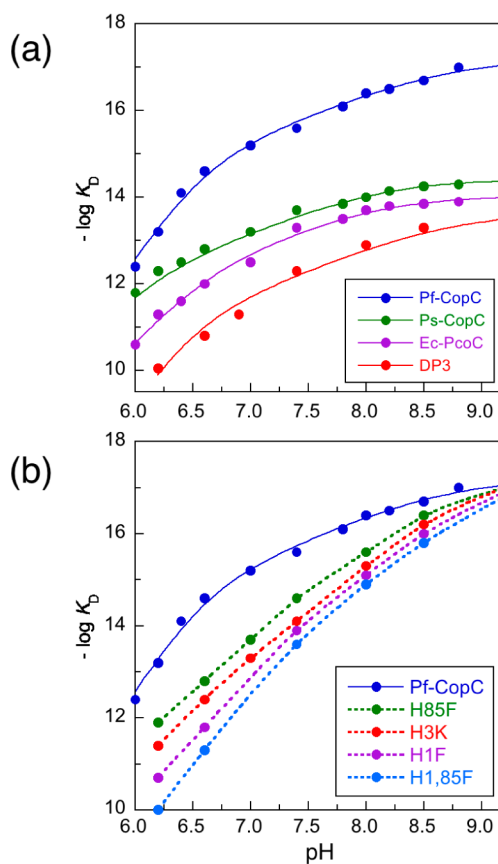 (a)
18
16
14
12
10
- log KD
6.0 6.5 7.0 7.5 8.0 8.5 9.0
Pf-CopC
Ps-CopC
Ec-PcoC
DP3
(b)
18
16
14
12
10
- log KD
6.0 6.5 7.0 7.5 8.0 8.5 9.0
pH
Pf-CopC
H85F
H3K
H1F
H1,85F